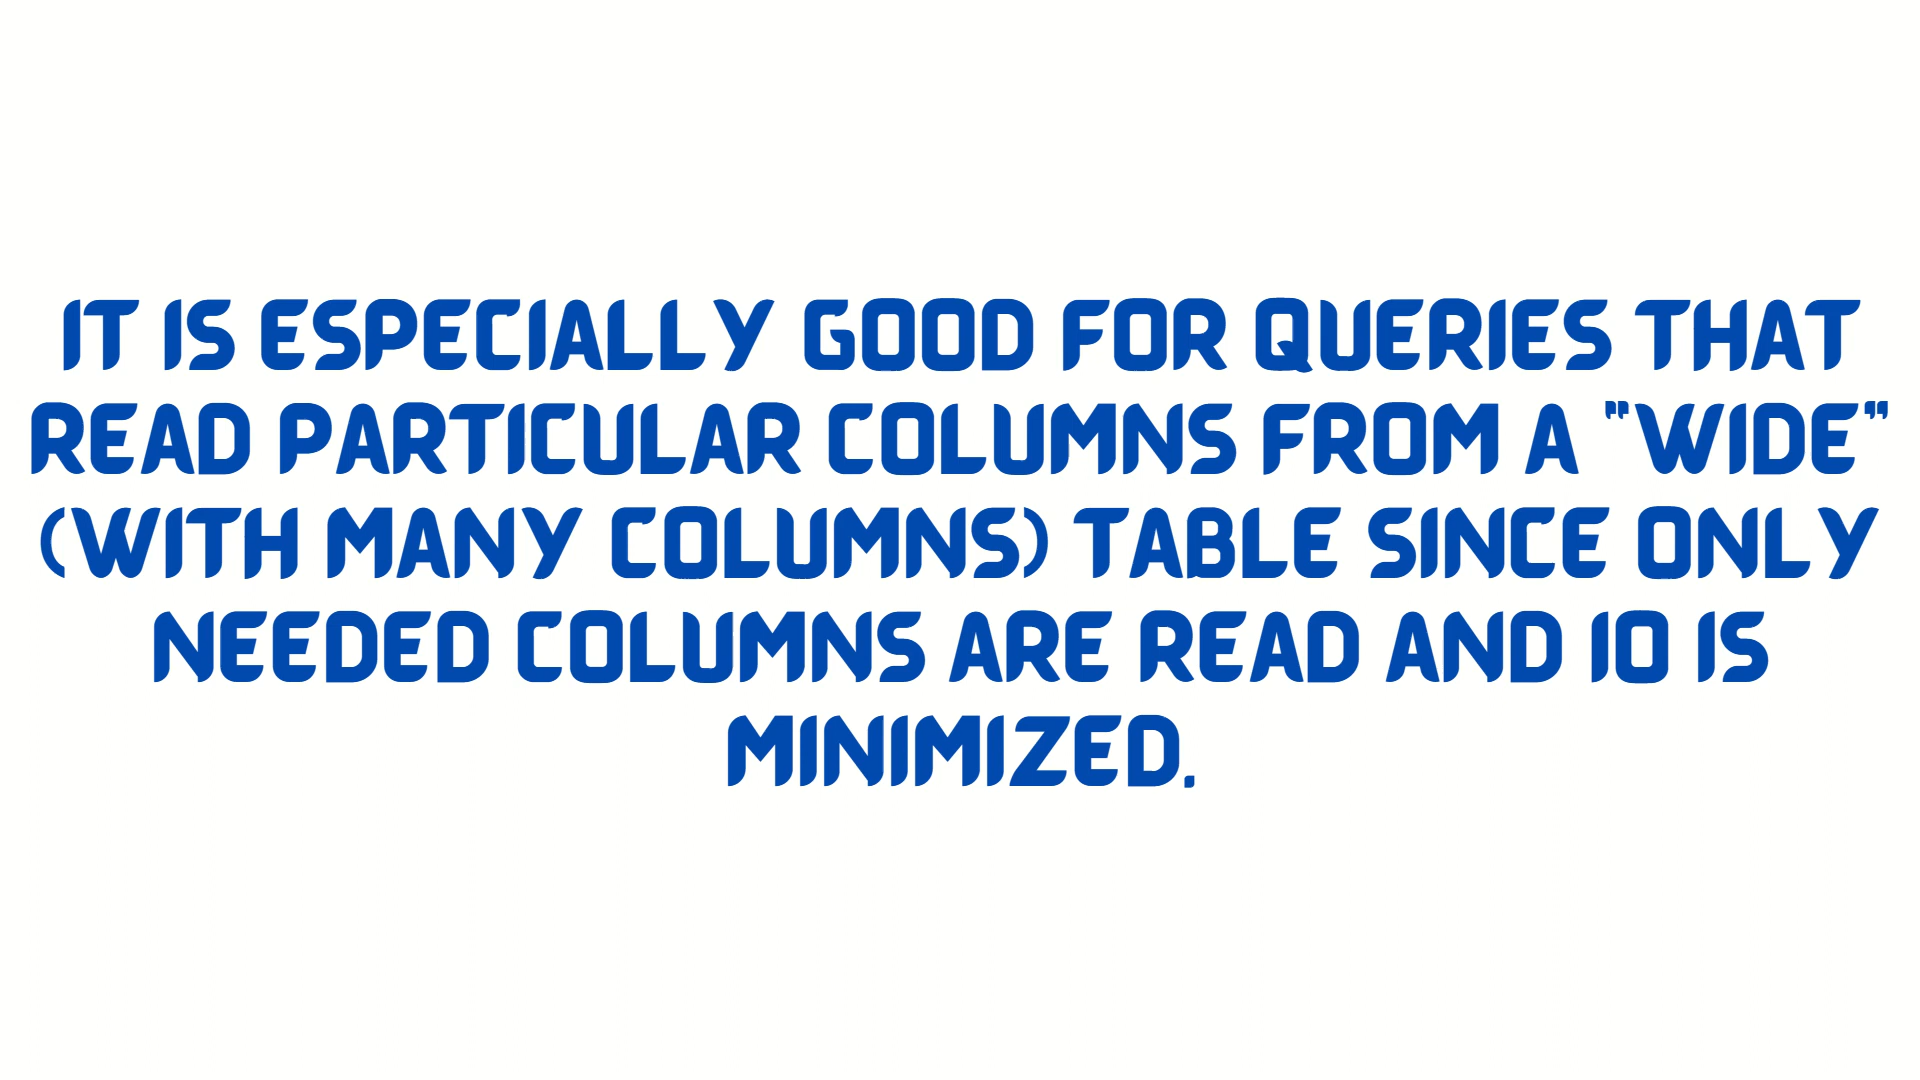 IT IS ESPECIALLY GOOD FOR QUERIES THAT
READ PARTICULAR COLUMNS FROM A "WIDE"
(WITH MANY COLUMNS) TABLE SINCE ONLY
NEEDED COLUMNS ARE READ AND IO IS
MINIMIZED.